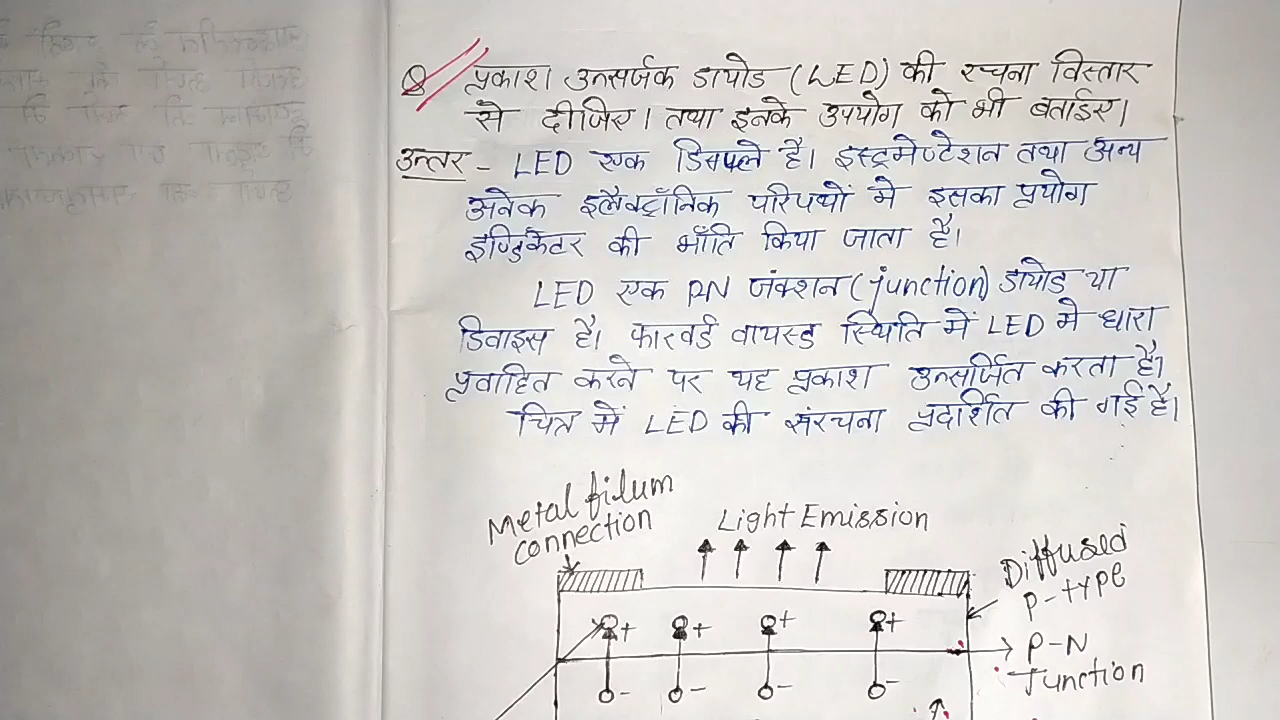 Q प्रकाश उत्सर्जक डायोड (LED) की रचना विस्तार
से दीजिए। तथा इनके उपयोग को भी बताईए।
उत्तर - LED एक डिसप्ले है। इंस्ट्रूमेण्टेशन तथा अन्य
अनेक इलैक्ट्रॉनिक परिपथों में इसका प्रयोग
इण्डिकेटर की भाँति किया जाता है।
LED एक PN जंक्शन (junction) डायोड या
डिवाइस है। फारवर्ड वायस्ड स्थिति में LED मे धारा
प्रवाहित करने पर यह प्रकाश उत्सर्जित करता है।
चित्र में LED की संरचना प्रदर्शित की गई है।
Metal filum
connection
Light Emission
Diffused
P-type
+ + + +
P-N
Junction
- - - -